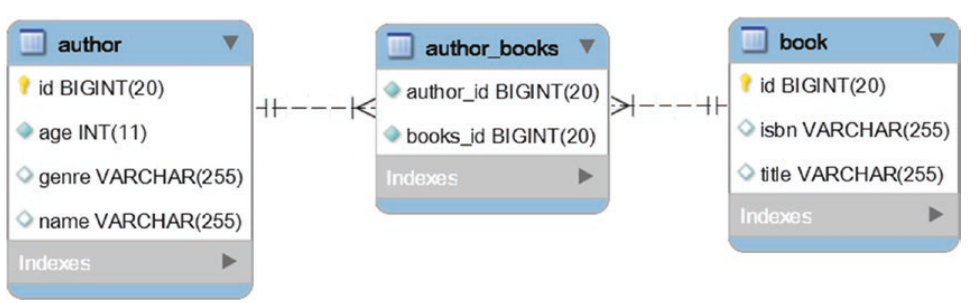 author
id BIGINT(20)
age INT(11)
genre VARCHAR(255)
name VARCHAR(255)
Indexes
author_books
author_id BIGINT(20)
books_id BIGINT(20)
Indexes
book
id BIGINT(20)
isbn VARCHAR(255)
title VARCHAR(255)
Indexes